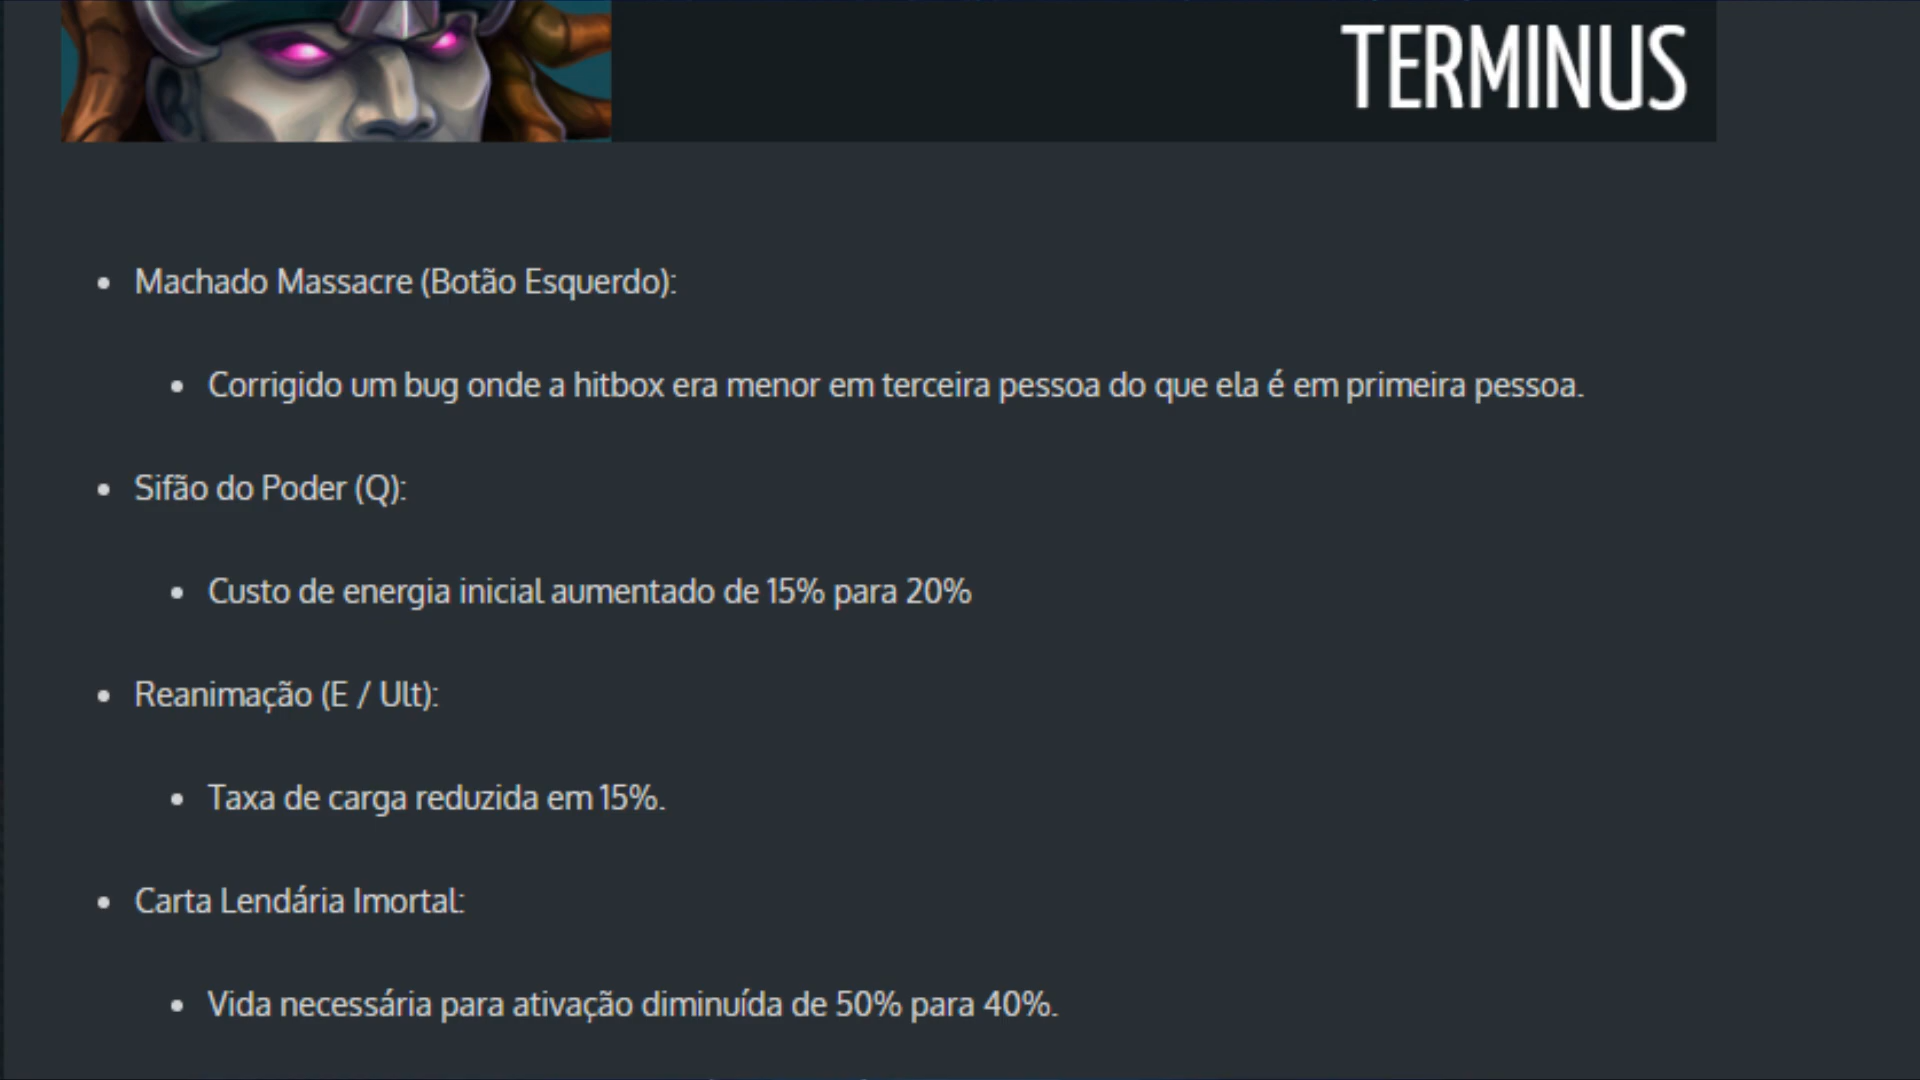 TERMINUS
Machado Massacre (Botão Esquerdo):
Corrigido um bug onde a hitbox era menor em terceira pessoa do que ela é em primeira pessoa.
Sifão do Poder (Q):
Custo de energia inicial aumentado de 15% para 20%
Reanimação (E / Ult):
Taxa de carga reduzida em 15%.
Carta Lendária Imortal:
Vida necessária para ativação diminuída de 50% para 40%.